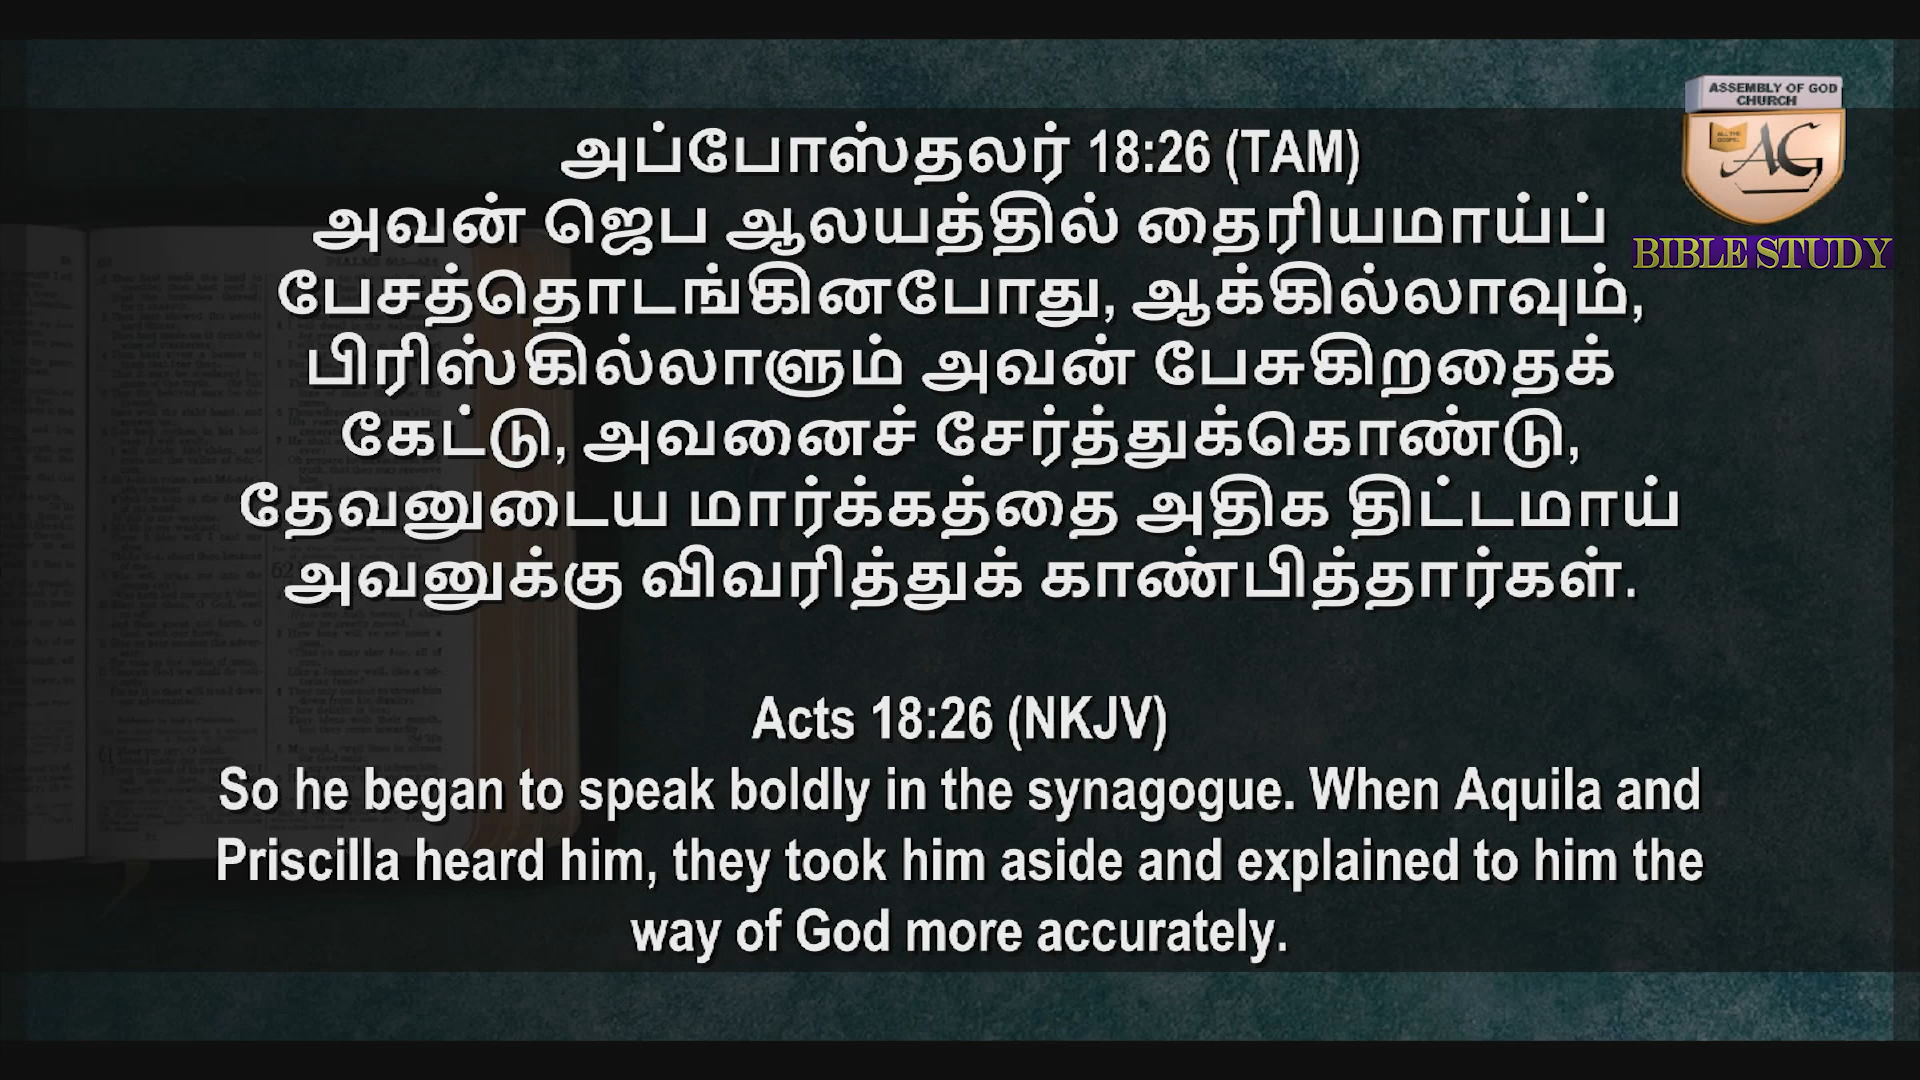 ASSEMBLY OF GOD
CHURCH
AG
BIBLE STUDY
அப்போஸ்தலர் 18:26 (TAM)
அவன் ஜெப ஆலயத்தில் தைரியமாய்ப்
பேசத்தொடங்கினபோது, ஆக்கில்லாவும்,
பிரிஸ்கில்லாளும் அவன் பேசுகிறதைக்
கேட்டு, அவனைச் சேர்த்துக்கொண்டு,
தேவனுடைய மார்க்கத்தை அதிக திட்டமாய்
அவனுக்கு விவரித்துக் காண்பித்தார்கள்.
Acts 18:26 (NKJV)
So he began to speak boldly in the synagogue. When Aquila and
Priscilla heard him, they took him aside and explained to him the
way of God more accurately.